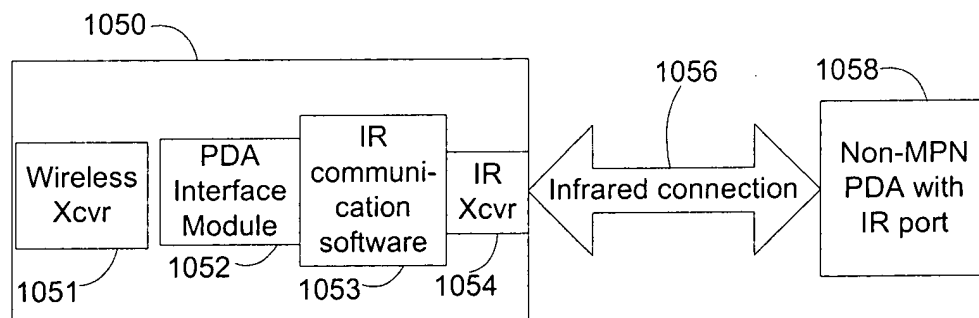 1050
Wireless
Xcvr
1051
PDA
Interface
Module
1052
IR
communi-
cation
software
1053
IR
Xcvr
1054
1056
Infrared connection
1058
Non-MPN
PDA with
IR port